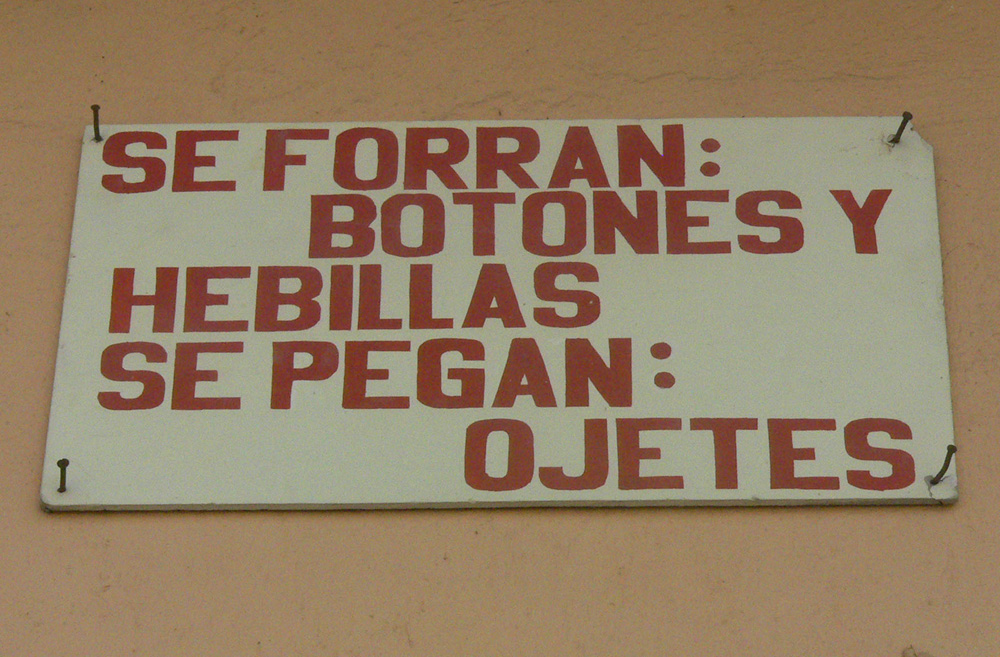 SE FORRAN:
BOTONES Y
HEBILLAS
SE PEGAN:
OJETES